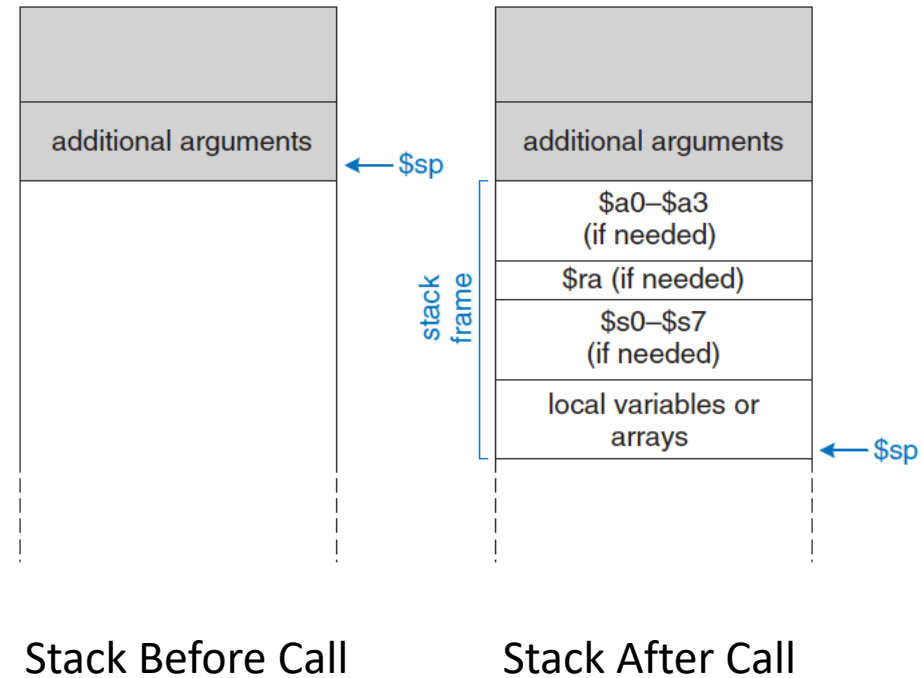 additional arguments
$sp
additional arguments
$a0–$a3
(if needed)
$ra (if needed)
$s0–$s7
(if needed)
local variables or
arrays
stack
frame
$sp
Stack Before Call
Stack After Call